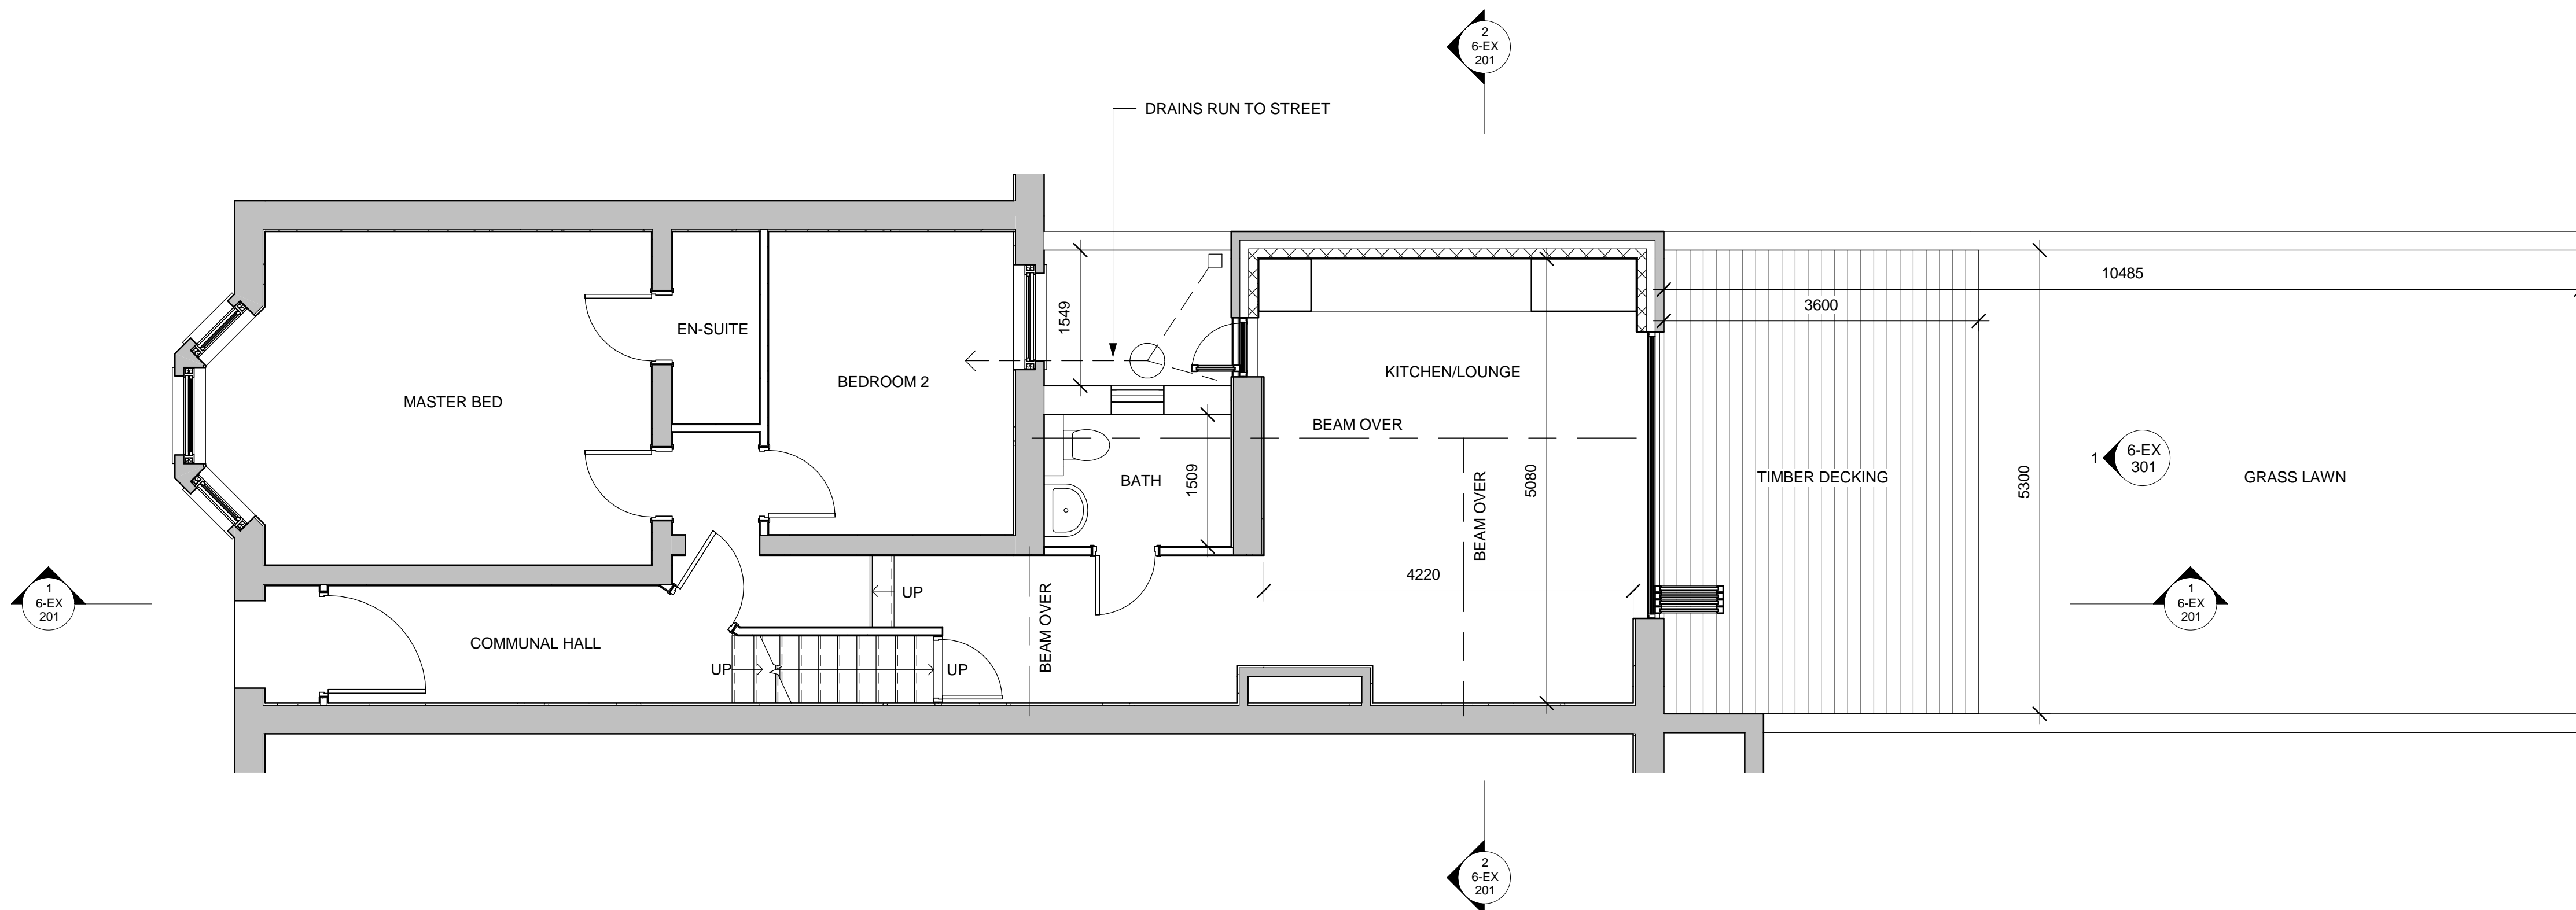 2
6-EX
201
DRAINS RUN TO STREET
10485
3600
1549
EN-SUITE
KITCHEN/LOUNGE
BEDROOM 2
MASTER BED
BEAM OVER
BATH
1509
BEAM OVER
5080
TIMBER DECKING
5300
1
6-EX
301
GRASS LAWN
4220
1
6-EX
201
UP
BEAM OVER
1
6-EX
201
COMMUNAL HALL
UP
UP
2
6-EX
201